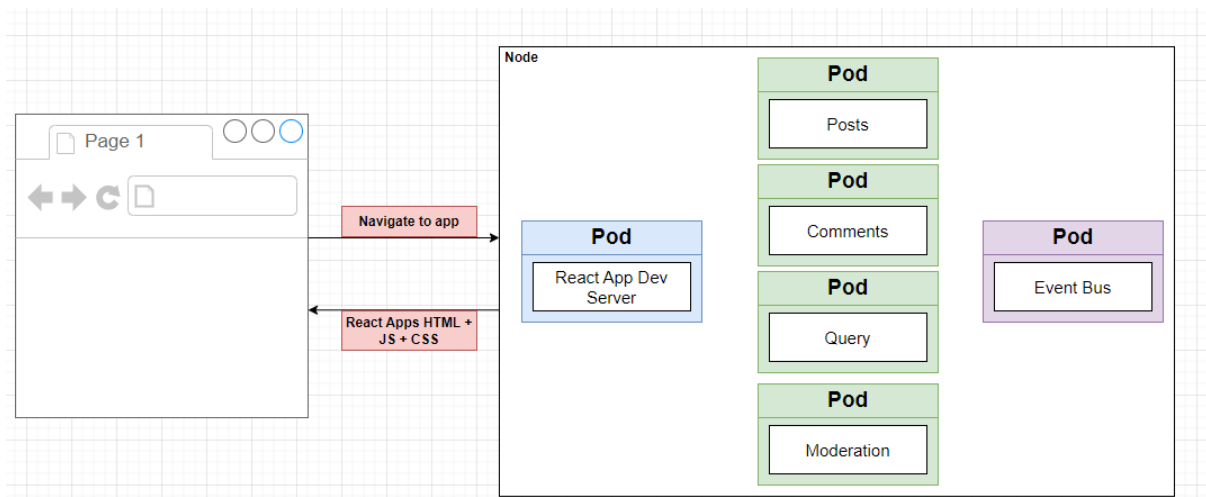 Page 1
Navigate to app
React Apps HTML +
JS + CSS
Node
Pod
React App Dev
Server
Pod
Posts
Pod
Comments
Pod
Query
Pod
Moderation
Pod
Event Bus